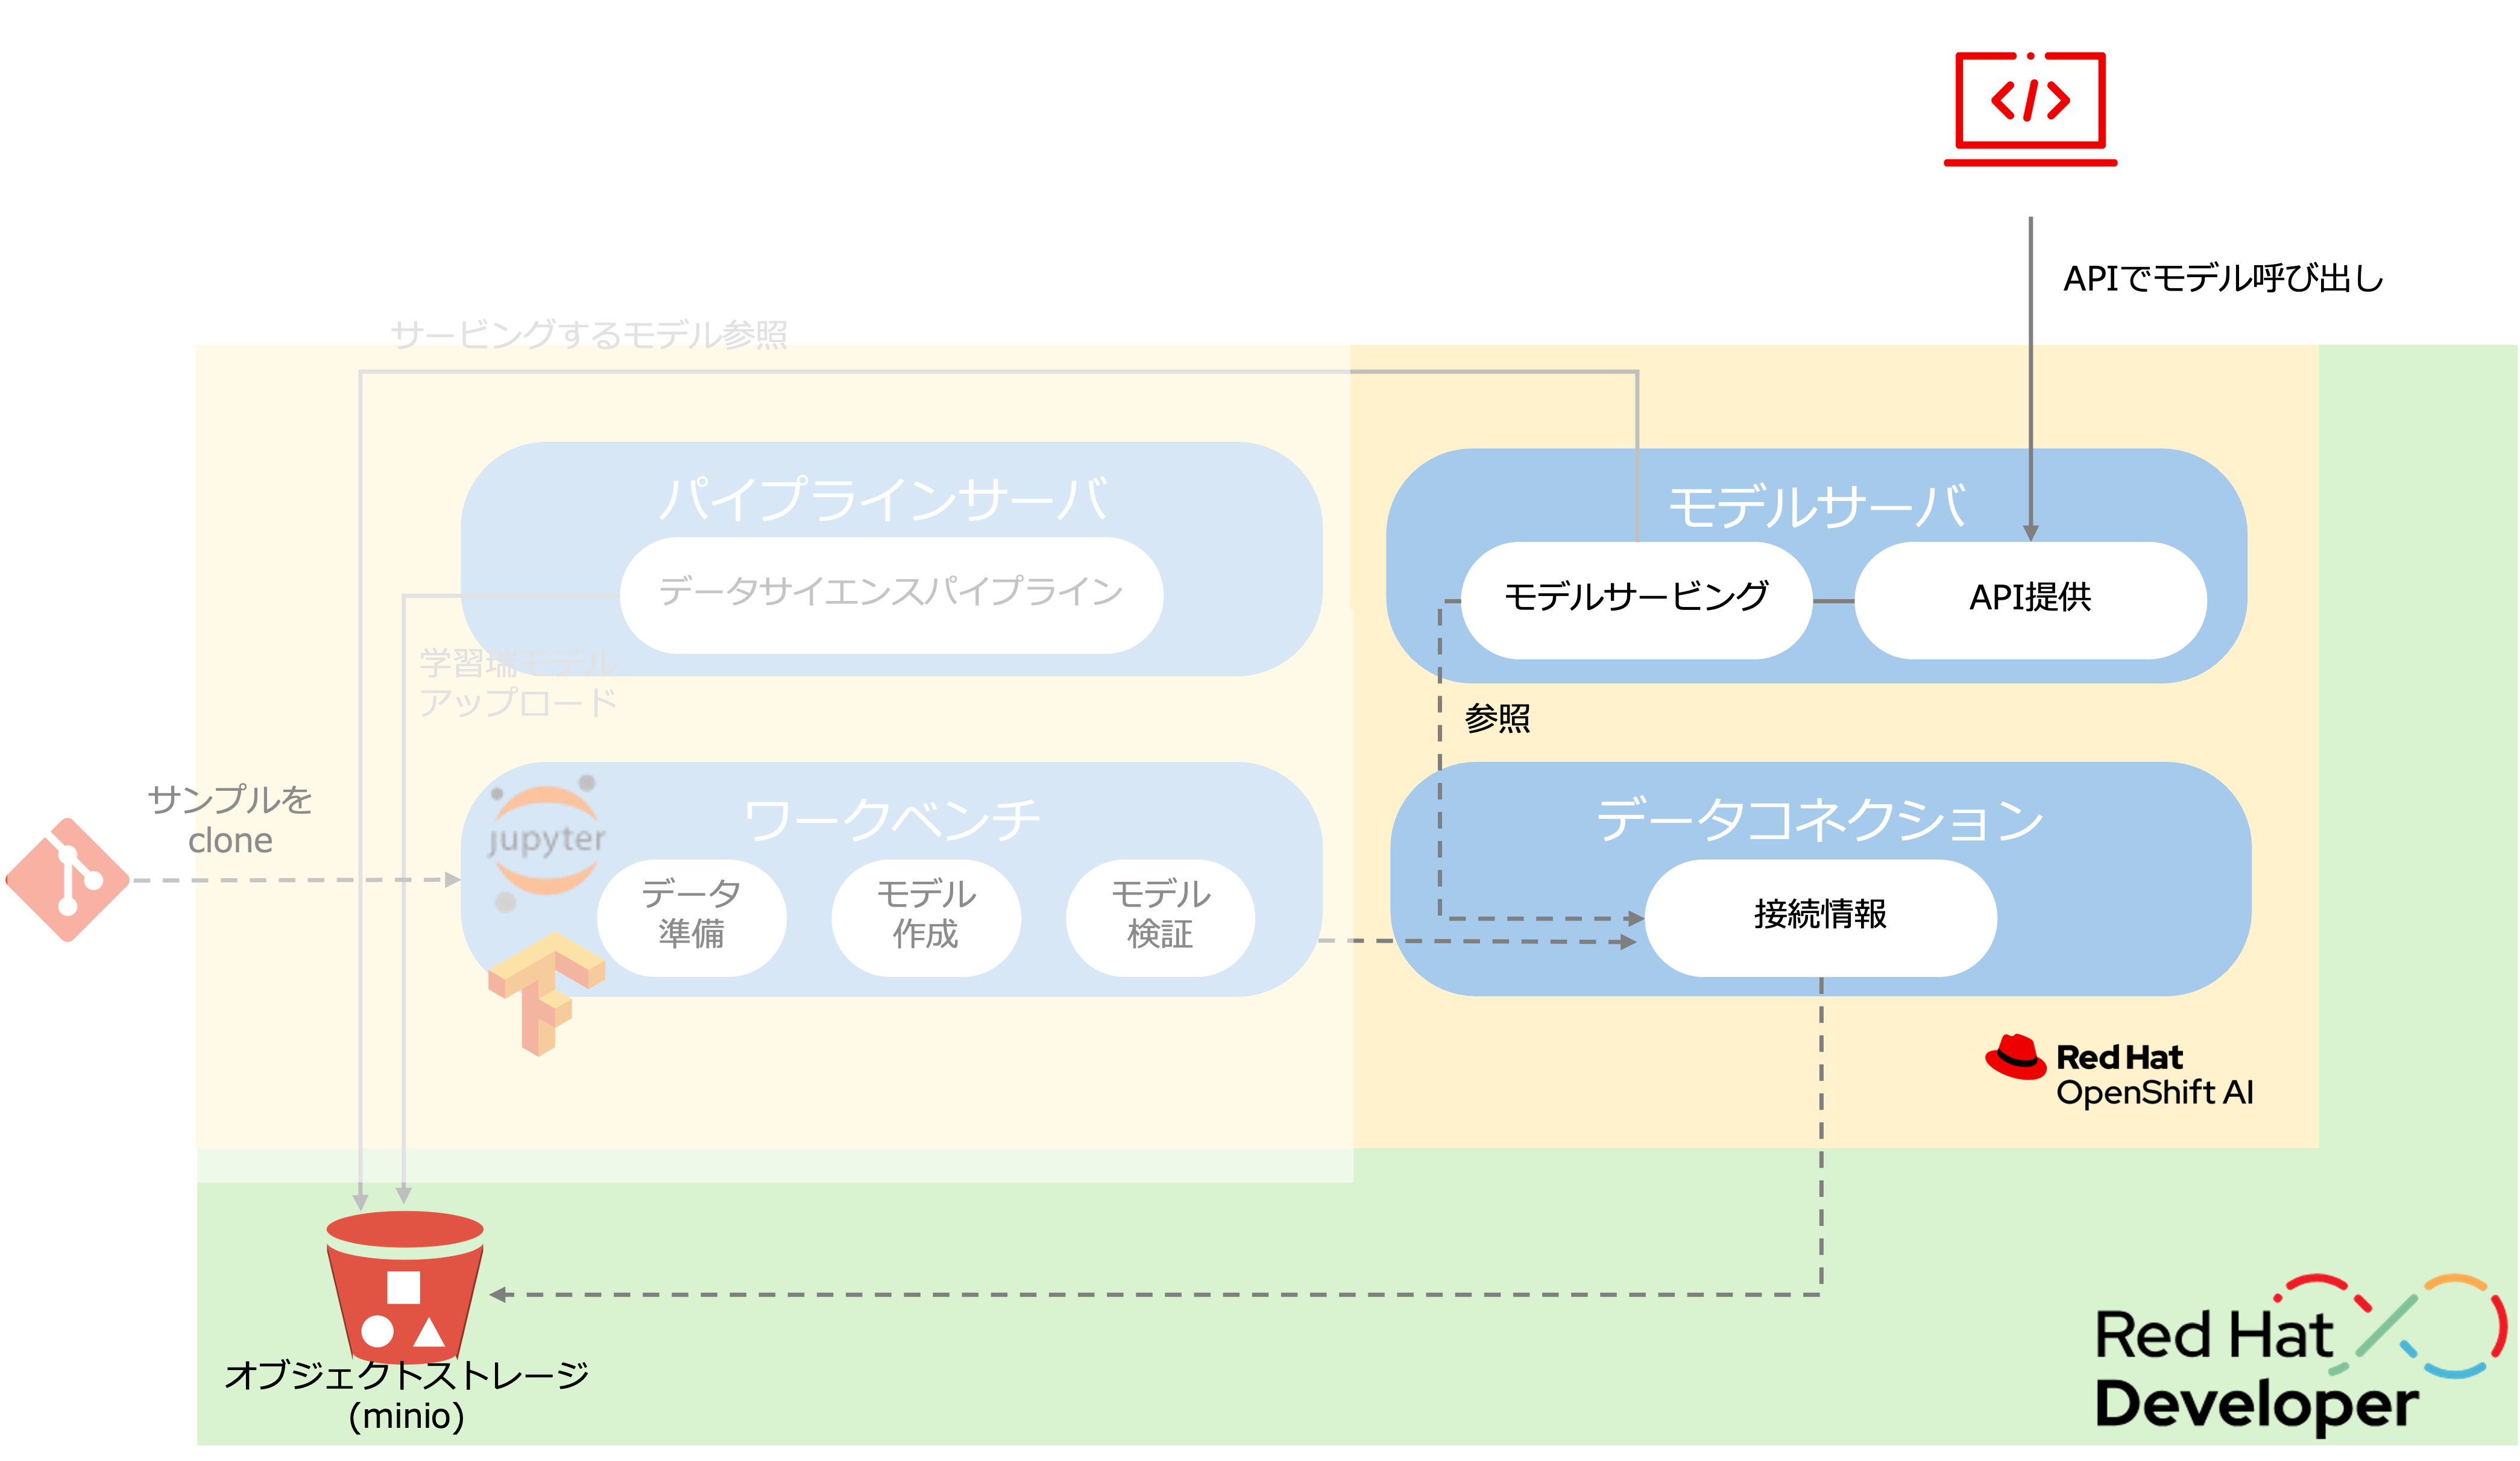 APIでモデル呼び出し
サービングするモデル参照
パイプラインサーバ
データサイエンスパイプライン
モデルサーバ
モデルサービング
API提供
学習端モデル
アップロード
参照
サンプルを
clone
jupyter
ワークベンチ
データ
準備
モデル
作成
モデル
検証
データコネクション
接続情報
Red Hat
OpenShift AI
オブジェクトストレージ
(minio)
Red Hat
Developer